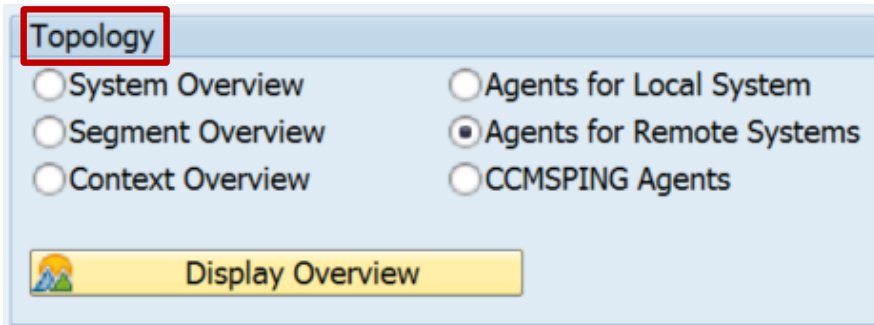 Topology
System Overview
Agents for Local System
Segment Overview
Agents for Remote Systems
Context Overview
CCMSPING Agents
Display Overview